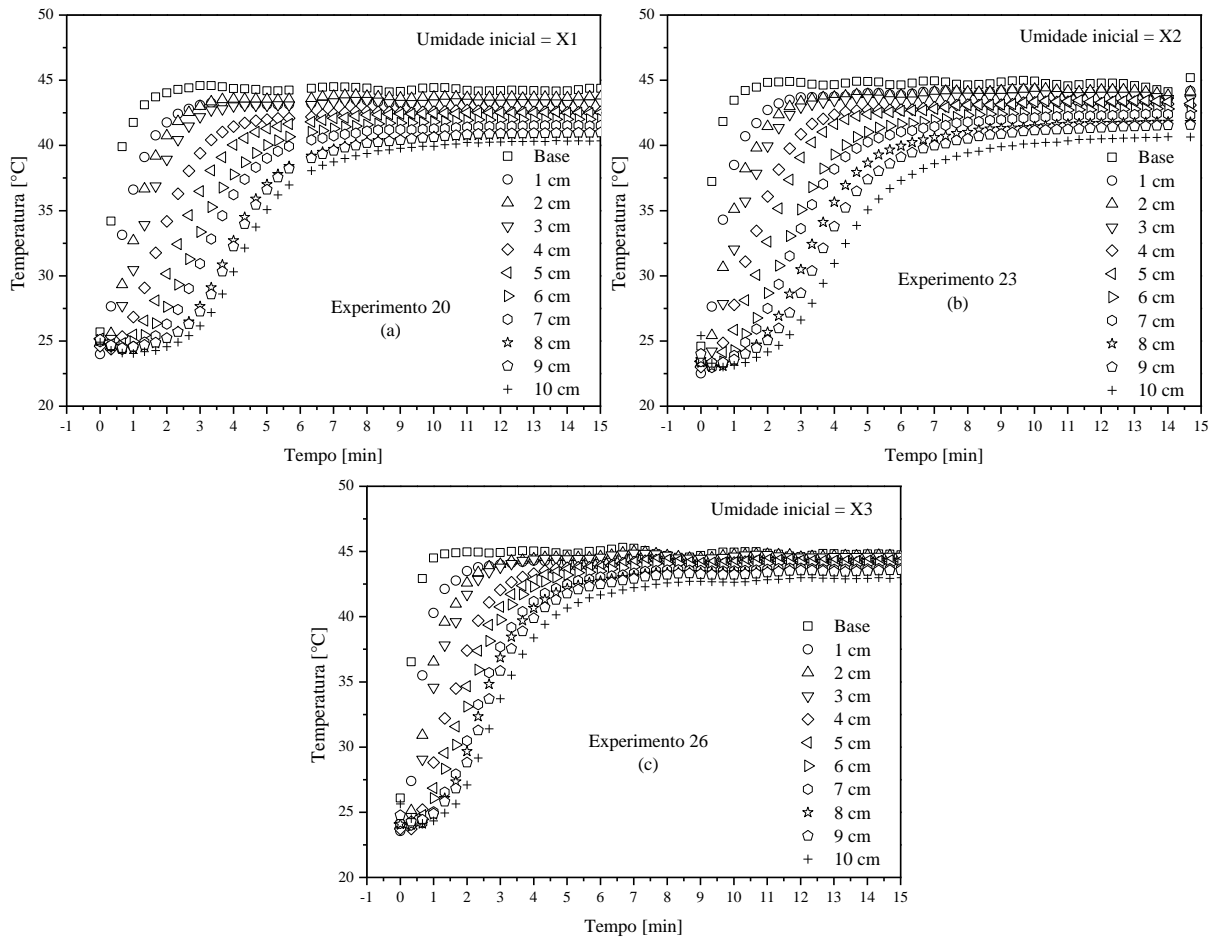 50
45
40
35
30
25
20
Temperatura [°C]
Umidade inicial = X1
Experimento 20
(a)
Base
1 cm
2 cm
3 cm
4 cm
5 cm
6 cm
7 cm
8 cm
9 cm
10 cm
-1 0 1 2 3 4 5 6 7 8 9 10 11 12 13 14 15
Tempo [min]
50
45
40
35
30
25
20
Temperatura [°C]
Umidade inicial = X2
Experimento 23
(b)
Base
1 cm
2 cm
3 cm
4 cm
5 cm
6 cm
7 cm
8 cm
9 cm
10 cm
-1 0 1 2 3 4 5 6 7 8 9 10 11 12 13 14 15
Tempo [min]
50
45
40
35
30
25
20
Temperatura [°C]
Umidade inicial = X3
Experimento 26
(c)
Base
1 cm
2 cm
3 cm
4 cm
5 cm
6 cm
7 cm
8 cm
9 cm
10 cm
-1 0 1 2 3 4 5 6 7 8 9 10 11 12 13 14 15
Tempo [min]